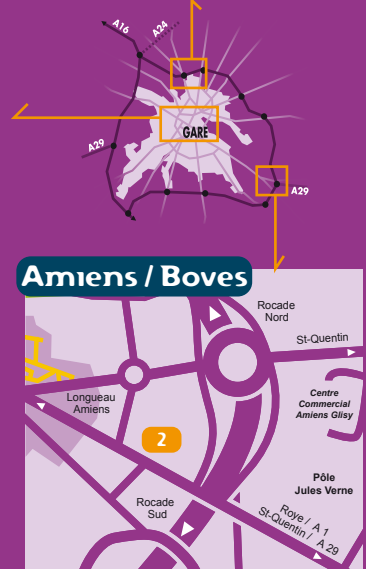 A16
A24
GARE
A29
A29
Amiens / Boves
Rocade
Nord
St-Quentin
Centre
Commercial
Amiens Glisy
Longueau
Amiens
2
Pôle
Jules Verne
Rocade
Sud
Roye / A 1
St-Quentin / A 29